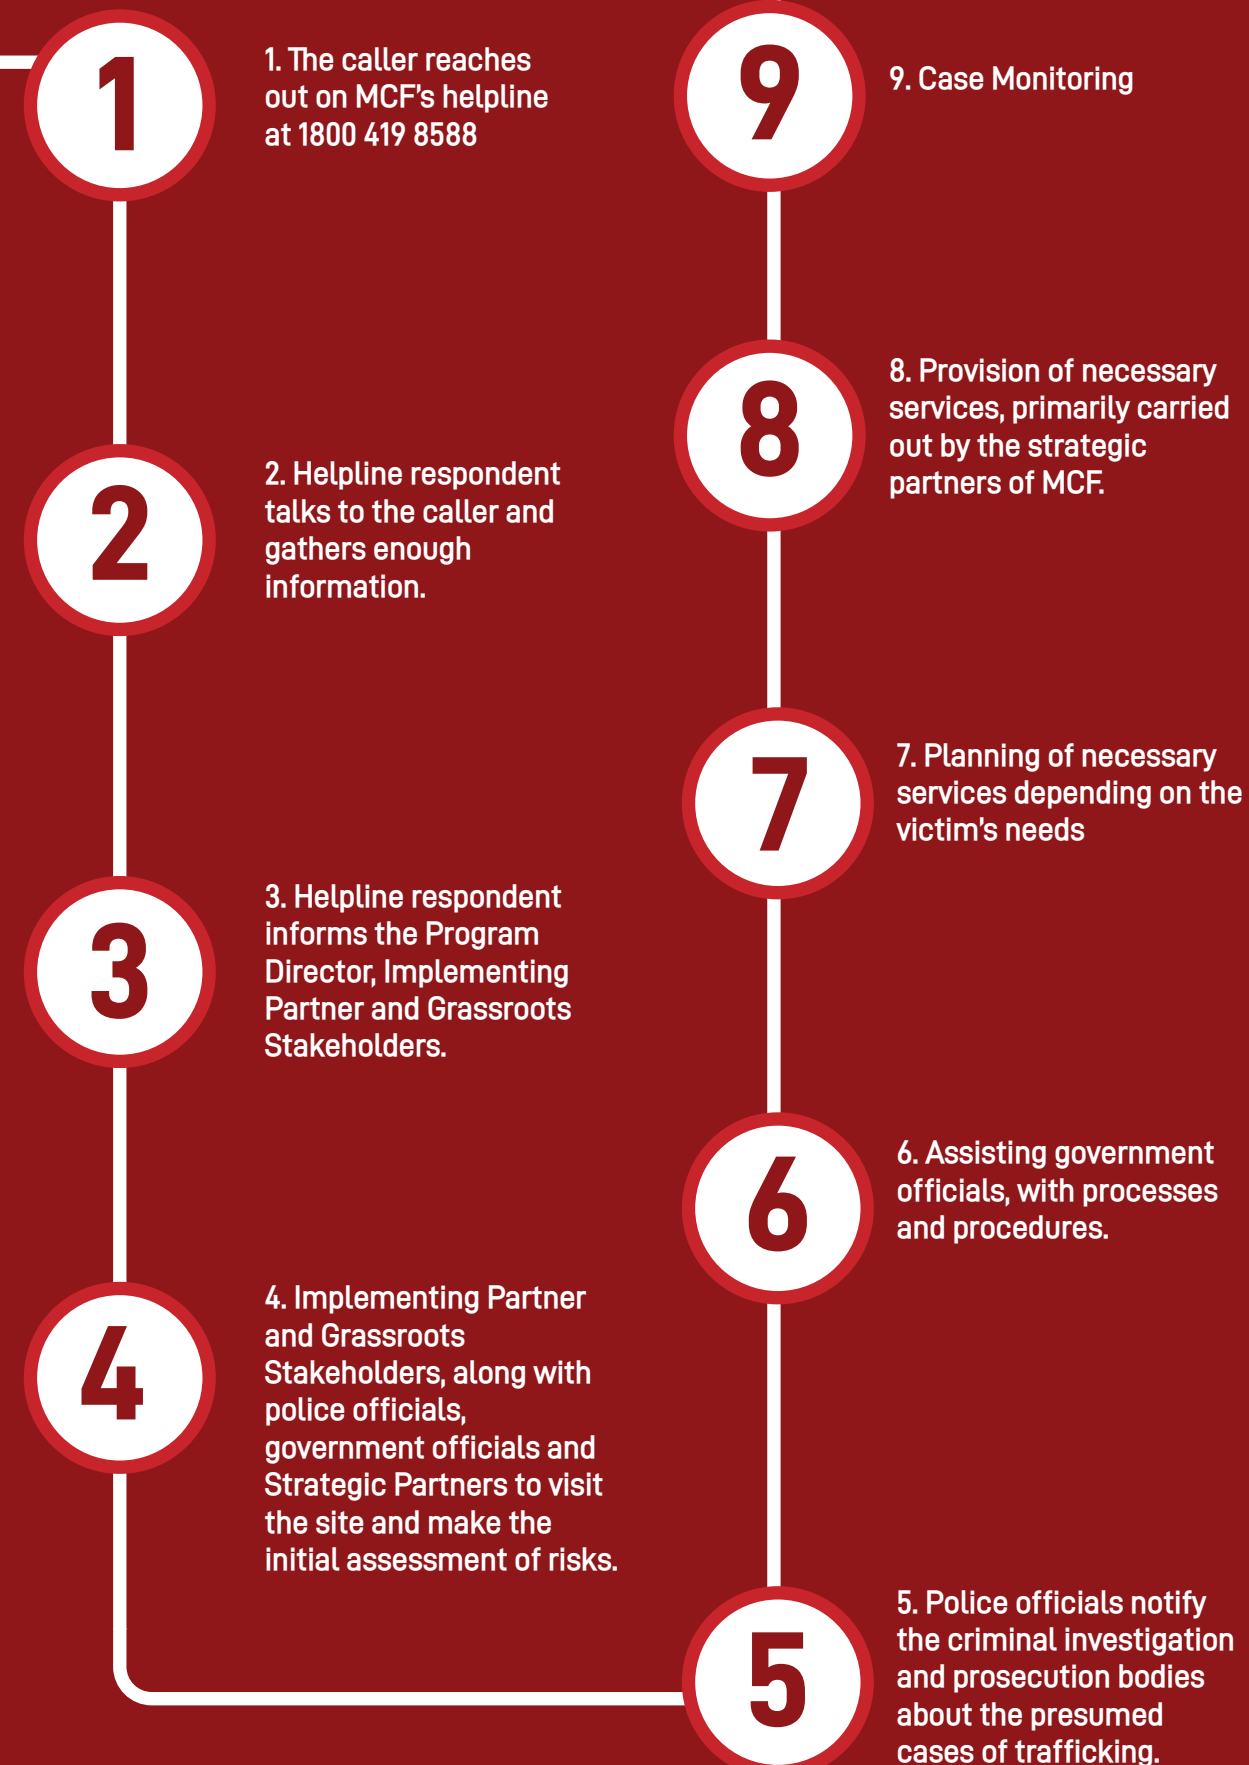 1
1. The caller reaches
out on MCF's helpline
at 1800 419 8588
2
2. Helpline respondent
talks to the caller and
gathers enough
information.
3
3. Helpline respondent
informs the Program
Director, Implementing
Partner and Grassroots
Stakeholders.
4
4. Implementing Partner
and Grassroots
Stakeholders, along with
police officials,
government officials and
Strategic Partners to visit
the site and make the
initial assessment of risks.
5
5. Police officials notify
the criminal investigation
and prosecution bodies
about the presumed
cases of trafficking.
6
6. Assisting government
officials, with processes
and procedures.
7
7. Planning of necessary
services depending on the
victim's needs
8
8. Provision of necessary
services, primarily carried
out by the strategic
partners of MCF.
9
9. Case Monitoring